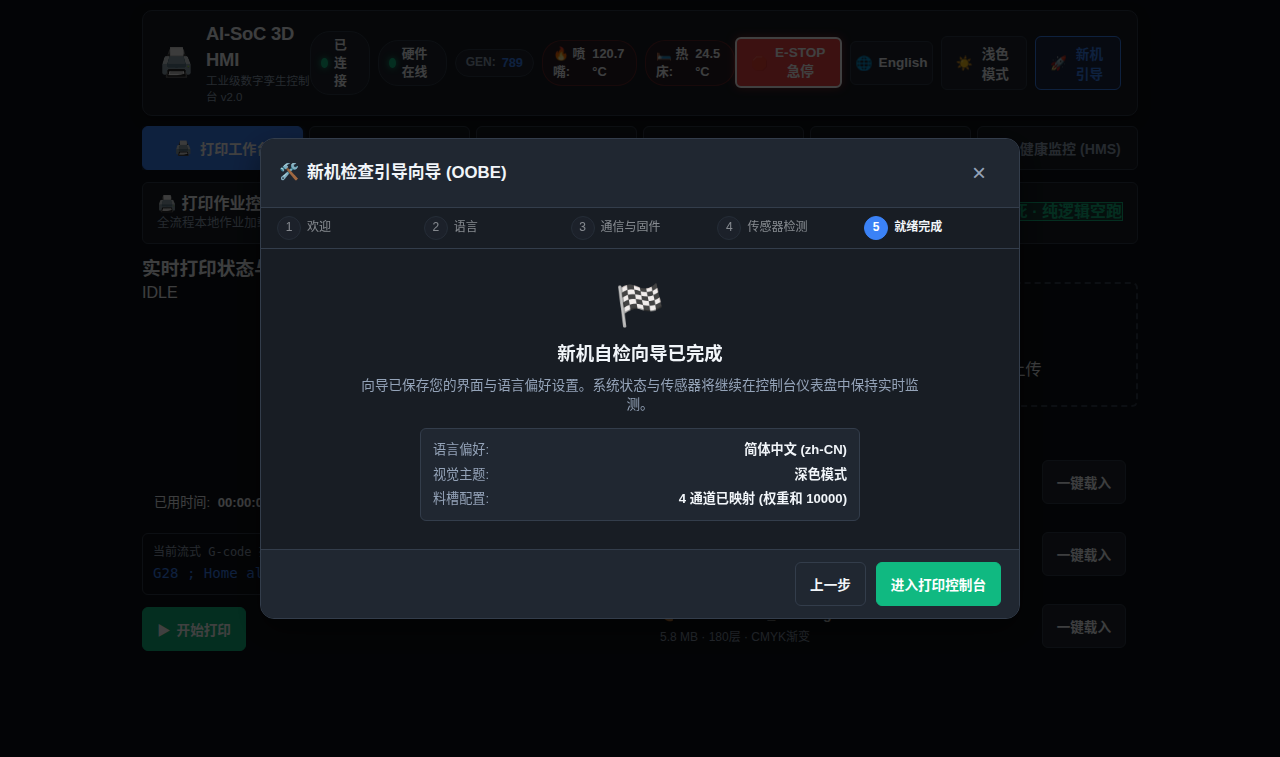 AI-SoC 3D
HMI
工业级数字孪生控制
台 v2.0
已
连
接
硬件
在线
GEN: 789
喷
嘴:
120.7
°C
热
床:
24.5
°C
E-STOP
急停
English
浅色
模式
新机
引导
打印工作
健康监控 (HMS)
打印作业控
全流程本地作业加
· 纯逻辑空跑
实时打印状态
IDLE
上传
新机检查引导向导 (OOBE)
×
1 欢迎
2 语言
3 通信与固件
4 传感器检测
5 就绪完成
新机自检向导已完成
向导已保存您的界面与语言偏好设置。系统状态与传感器将继续在控制台仪表盘中保持实时监
测。
语言偏好: 简体中文 (zh-CN)
视觉主题: 深色模式
料槽配置: 4 通道已映射 (权重和 10000)
上一步
进入打印控制台
已用时间: 00:00:0
当前流式 G-code
G28 ; Home al
开始打印
一键载入
一键载入
5.8 MB · 180层 · CMYK渐变
一键载入